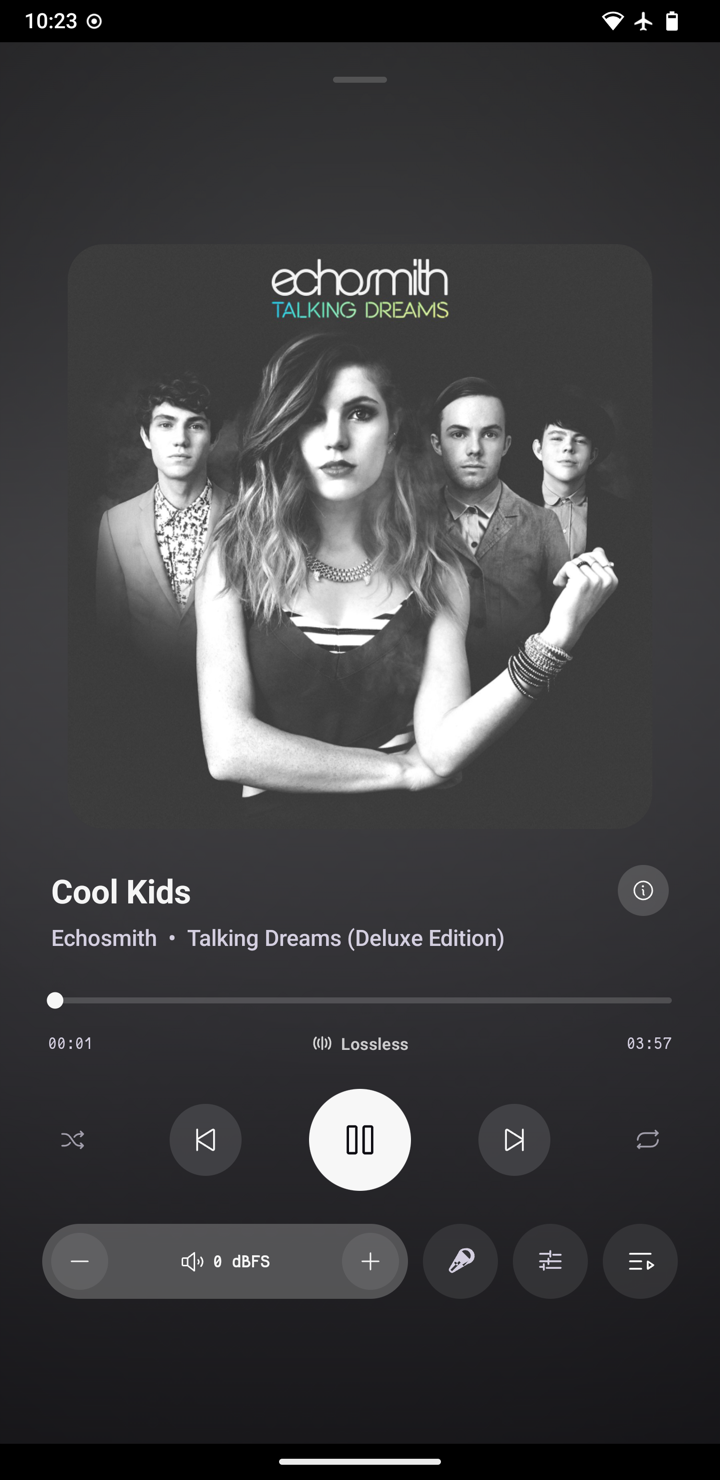 10:23
echosmith
TALKING DREAMS
Cool Kids
Echosmith • Talking Dreams (Deluxe Edition)
00:01 Lossless 03:57
0 dBFS